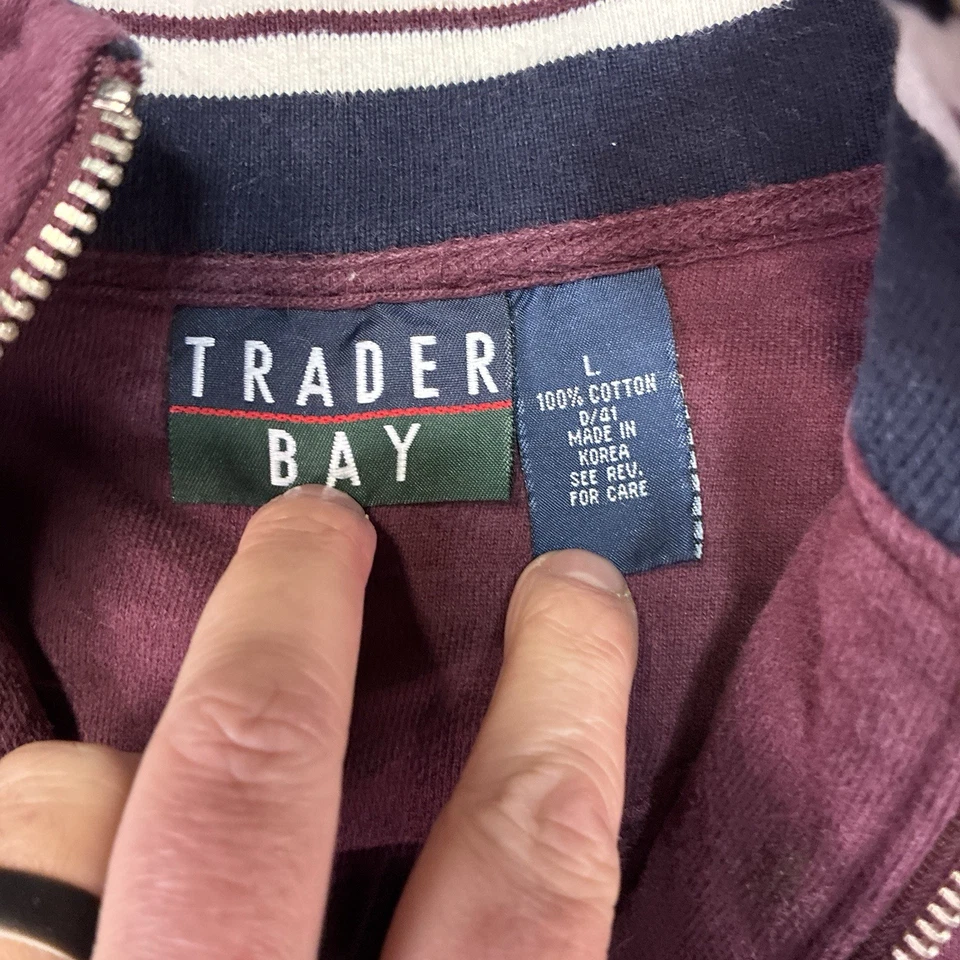 TRADER
BAY
L
100% COTTON
D/41
MADE IN
KOREA
SEE REV.
FOR CARE